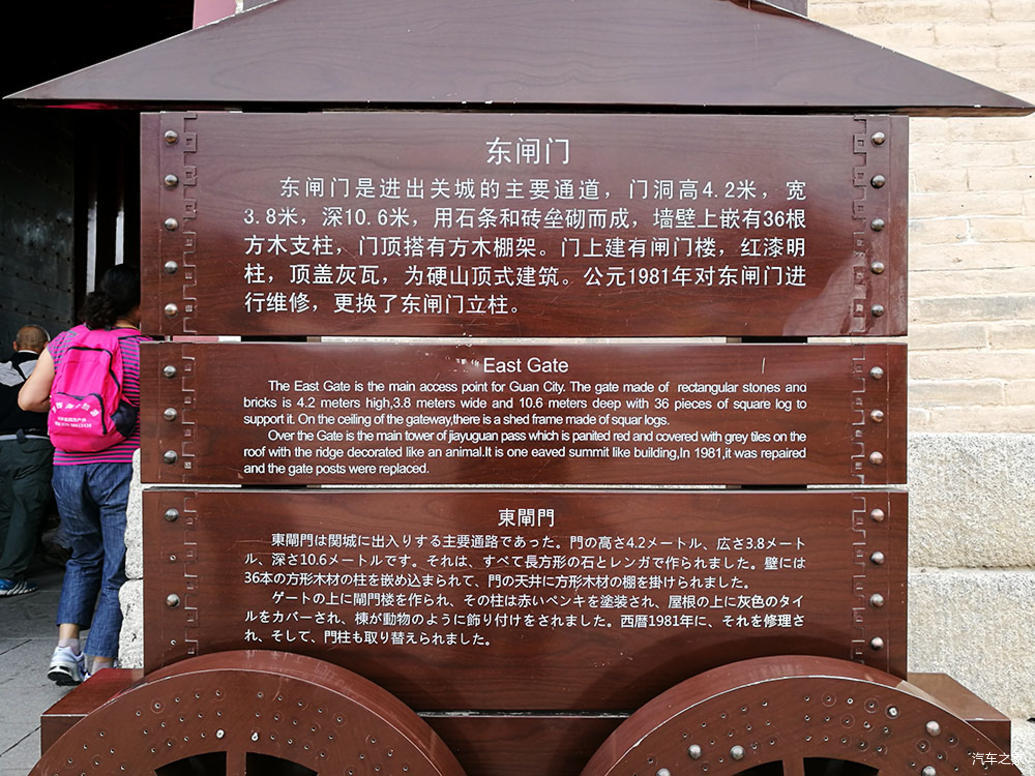 东闸门
东闸门是进出关城的主要通道，门洞高4.2米，宽
3.8米，深10.6米，用石条和砖垒砌而成，墙壁上嵌有36根
方木支柱，门顶搭有方木棚架。门上建有闸门楼，红漆明
柱，顶盖灰瓦，为硬山顶式建筑。公元1981年对东闸门进
行维修，更换了东闸门立柱。
East Gate
The East Gate is the main access point for Guan City. The gate made of rectangular stones and
bricks is 4.2 meters high,3.8 meters wide and 10.6 meters deep with 36 pieces of square log to
support it. On the ceiling of the gateway,there is a shed frame made of squar logs.
Over the Gate is the main tower of jiayuguan pass which is panited red and covered with grey tiles on the
roof with the ridge decorated like an animal.It is one eaved summit like building,In 1981,it was repaired
and the gate posts were replaced.
東閘門
東閘門は関城に出入りする主要通路であった。門の高さ4.2メートル、広さ3.8メート
ル、深さ10.6メートルです。それは、すべて長方形の石とレンガで作られました。壁には
36本の方形木材の柱を嵌め込まられて、門の天井に方形木材の棚を掛けられました。
ゲートの上に閘門楼を作られ、その柱は赤いペンキを塗装され、屋根の上に灰色のタイ
ルをカバーされ、棟が動物のように飾り付けをされました。西暦1981年に、それを修理さ
れ、そして、門柱も取り替えられました。
汽车之家